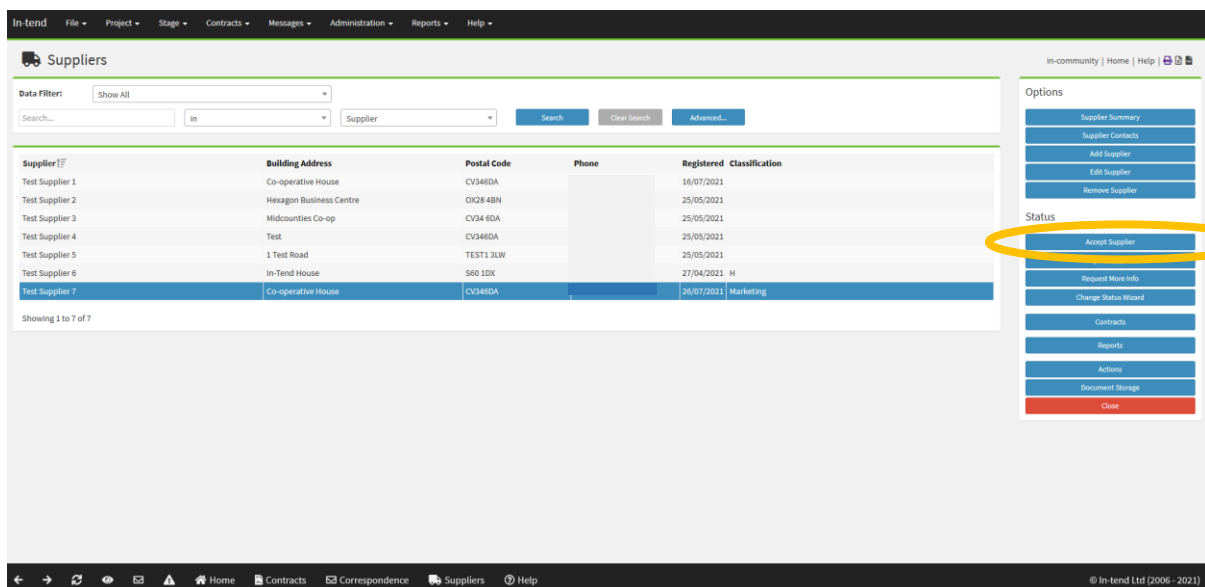 In-tend File Project Stage Contracts Messages Administration Reports Help
Suppliers
in-community | Home | Help |
Data Filter: Show All
Search... in Supplier Search Clear Search Advanced...
Supplier Building Address Postal Code Phone Registered Classification
Test Supplier 1 Co-operative House CV346DA 16/07/2021
Test Supplier 2 Hexagon Business Centre OX28 4BN 25/05/2021
Test Supplier 3 Midcounties Co-op CV34 6DA 25/05/2021
Test Supplier 4 Test CV346DA 25/05/2021
Test Supplier 5 1 Test Road TEST1 3LW 25/05/2021
Test Supplier 6 In-Tend House S60 1DX 27/04/2021 H
Test Supplier 7 Co-operative House CV346DA 26/07/2021 Marketing
Showing 1 to 7 of 7
Options
Supplier Summary
Supplier Contacts
Add Supplier
Edit Supplier
Remove Supplier
Status
Accept Supplier
Request More Info
Change Status Wizard
Contracts
Reports
Actions
Document Storage
Close
Home Contracts Correspondence Suppliers Help © In-tend Ltd (2006 - 2021)